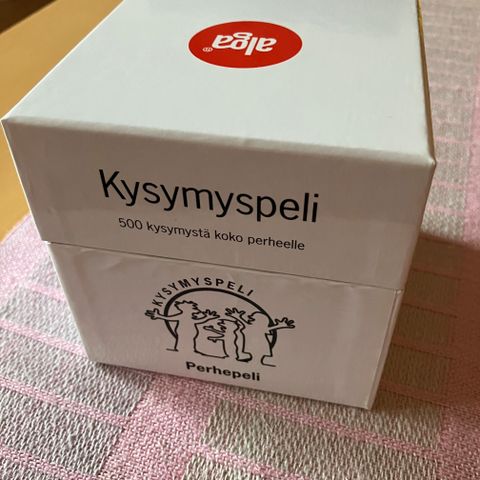 alga®
Kysymyspeli
500 kysymystä koko perheelle
KYSYMYSPELI
Perhepeli